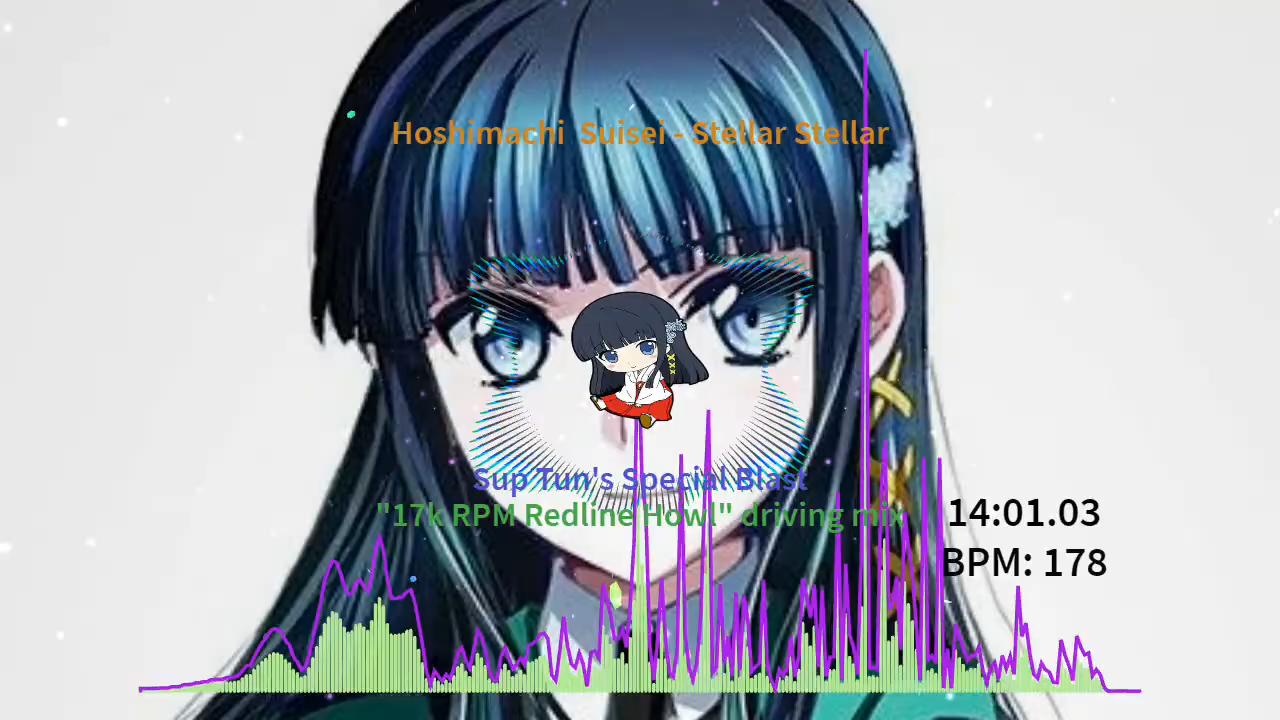 Hoshimachi  Suisei - Stellar Stellar
Sup Tun's Special Blast
"17k RPM Redline Howl" driving mix
14:01.03
BPM: 178